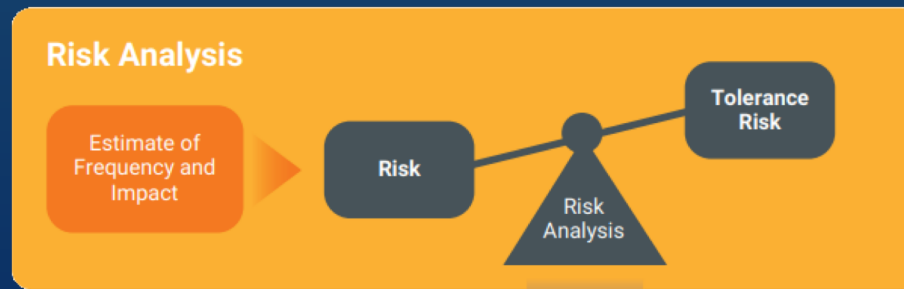 Risk Analysis
Estimate of
Frequency and
Impact
Risk
Risk
Analysis
Tolerance
Risk